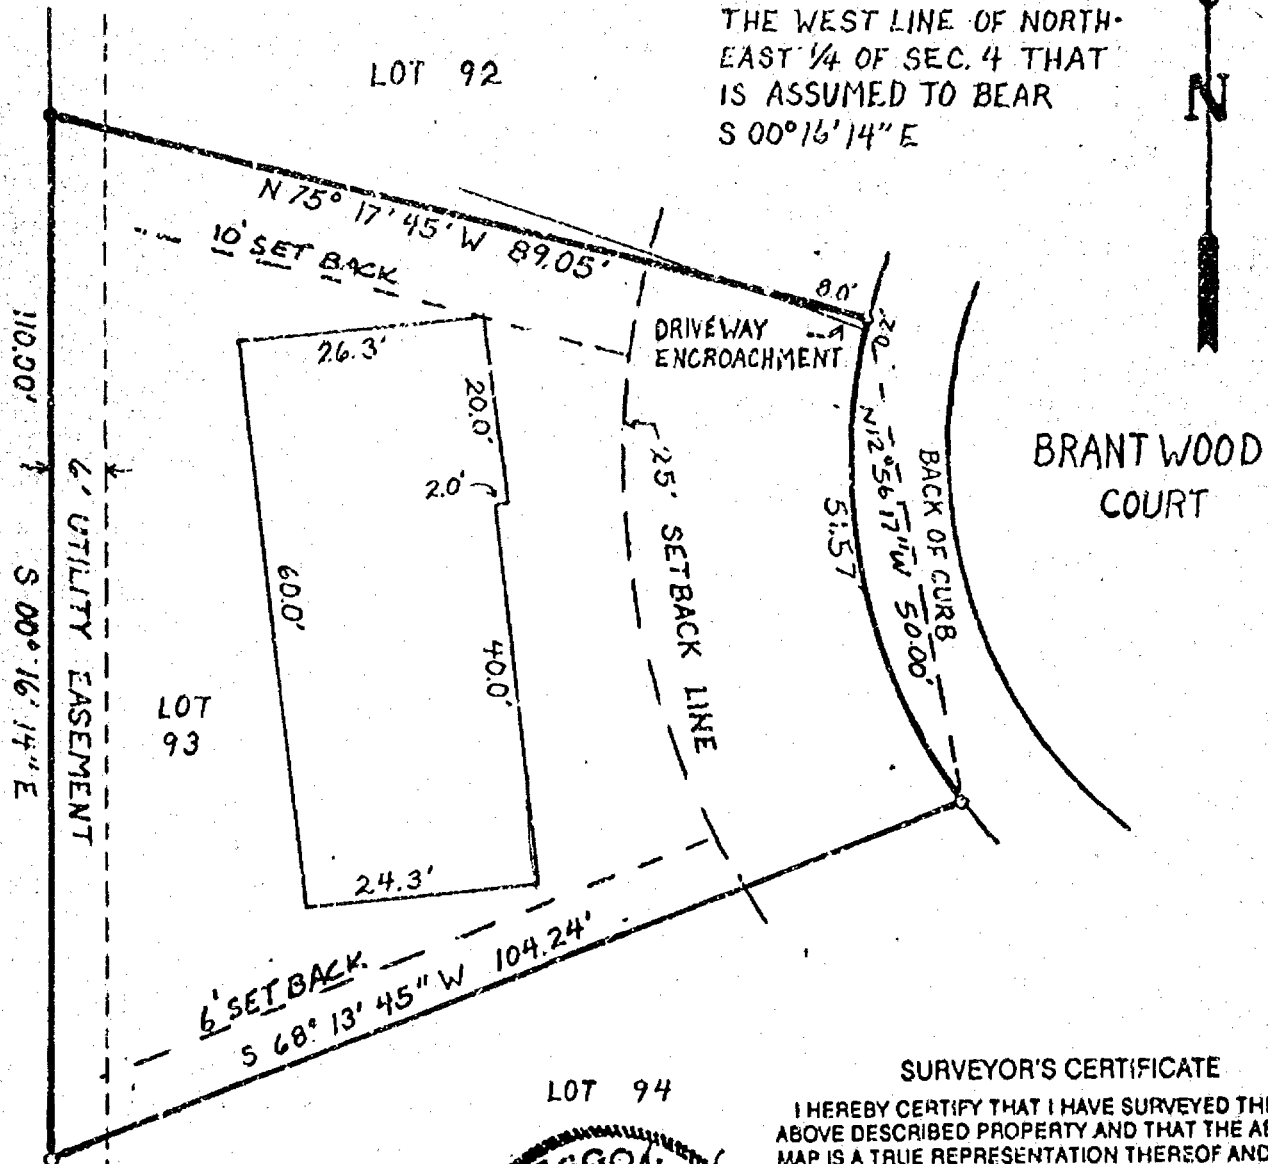 THE WEST LINE OF NORTH-
EAST 1/4 OF SEC. 4 THAT
IS ASSUMED TO BEAR
S 00°16'14" E
N
LOT 92
N 75° 17' 45' W 89.05'
10' SET BACK
8.0'
2.0
DRIVEWAY
ENCROACHMENT
26.3'
20.0'
2.0'
60.0'
40.0'
24.3'
25' SETBACK LINE
51.57'
N12°56'17"W 50.00'
BACK OF CURB
BRANTWOOD
COURT
110.00'
S 00° 16' 14" E
6' UTILITY EASEMENT
LOT
93
6' SET BACK
S 68° 13' 45" W 104.24'
LOT 94
SURVEYOR'S CERTIFICATE
I HEREBY CERTIFY THAT I HAVE SURVEYED
ABOVE DESCRIBED PROPERTY AND THAT THE
MAP IS A TRUE REPRESENTATION THEREOF AND